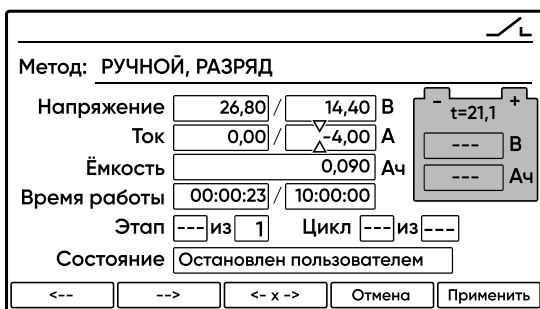 Метод: РУЧНОЙ, РАЗРЯД
Напряжение 26,80 / 14,40 В
Ток 0,00 / -4,00 А
Ёмкость 0,090 Ач
Время работы 00:00:23 / 10:00:00
Этап --- из 1 Цикл --- из ---
Состояние Остановлен пользователем
- +
t=21,1
--- В
--- Ач
<-- --> <- x -> Отмена Применить